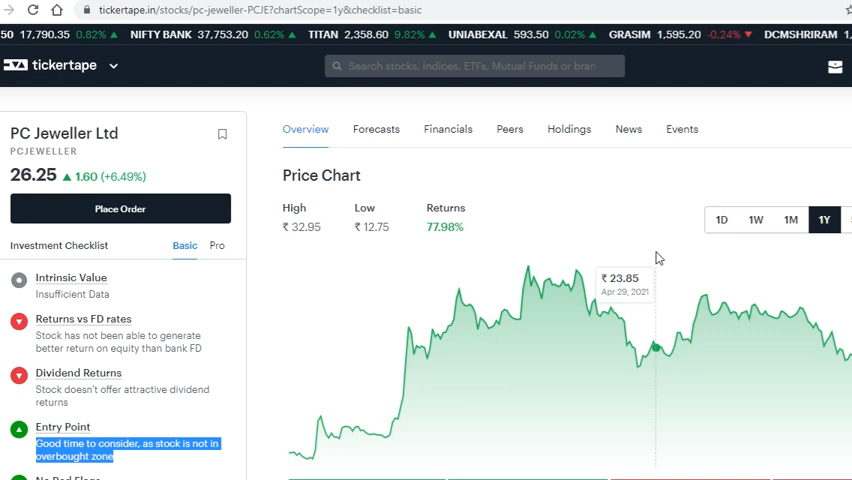 tickertape.in/stocks/pc-jeweller-PCJE?chartScope=1y&checklist=basic
50 17,790.35 0.82% ▲ NIFTY BANK 37,753.20 0.62% ▲ TITAN 2,358.60 9.82% ▲ UNIABEXAL 593.50 0.02% ▲ GRASIM 1,595.20 -0.24% ▼ DCMSHRIRAM
tickertape
Search stocks, indices, ETFs, Mutual Funds or bran
PC Jeweller Ltd
PCJEWELLER
26.25 ▲ 1.60 (+6.49%)
Place Order
Investment Checklist Basic Pro
Intrinsic Value
Insufficient Data
Returns vs FD rates
Stock has not been able to generate
better return on equity than bank FD
Dividend Returns
Stock doesn't offer attractive dividend
returns
Entry Point
Good time to consider, as stock is not in
overbought zone
Overview Forecasts Financials Peers Holdings News Events
Price Chart
High Low Returns
₹ 32.95 ₹ 12.75 77.98%
1D 1W 1M 1Y
₹ 23.85
Apr 29, 2021